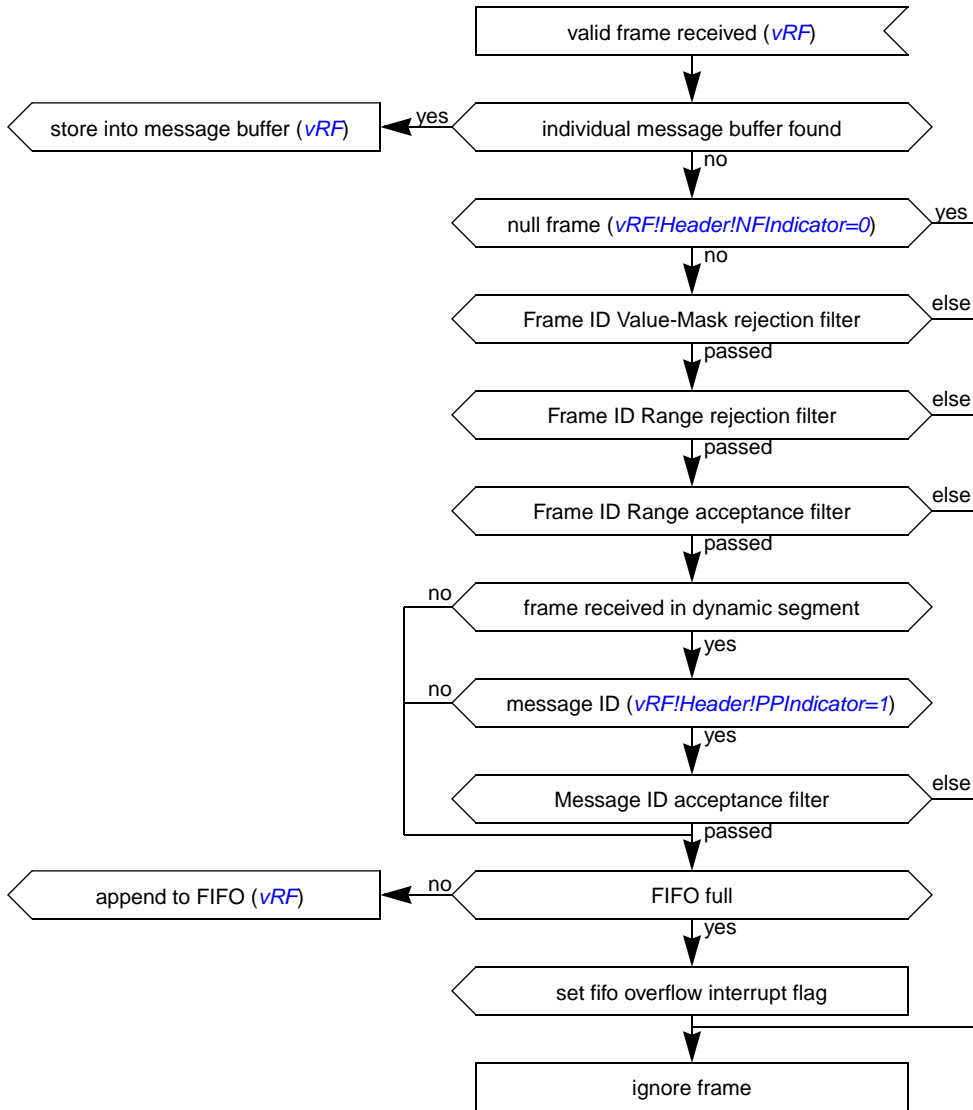 valid frame received (vRF)
store into message buffer (vRF)
yes
individual message buffer found
no
null frame (vRF!Header!NFIndicator=0)
yes
no
Frame ID Value-Mask rejection filter
else
passed
Frame ID Range rejection filter
else
passed
Frame ID Range acceptance filter
else
passed
no
frame received in dynamic segment
yes
no
message ID (vRF!Header!PPIndicator=1)
yes
Message ID acceptance filter
else
passed
append to FIFO (vRF)
no
FIFO full
yes
set fifo overflow interrupt flag
ignore frame